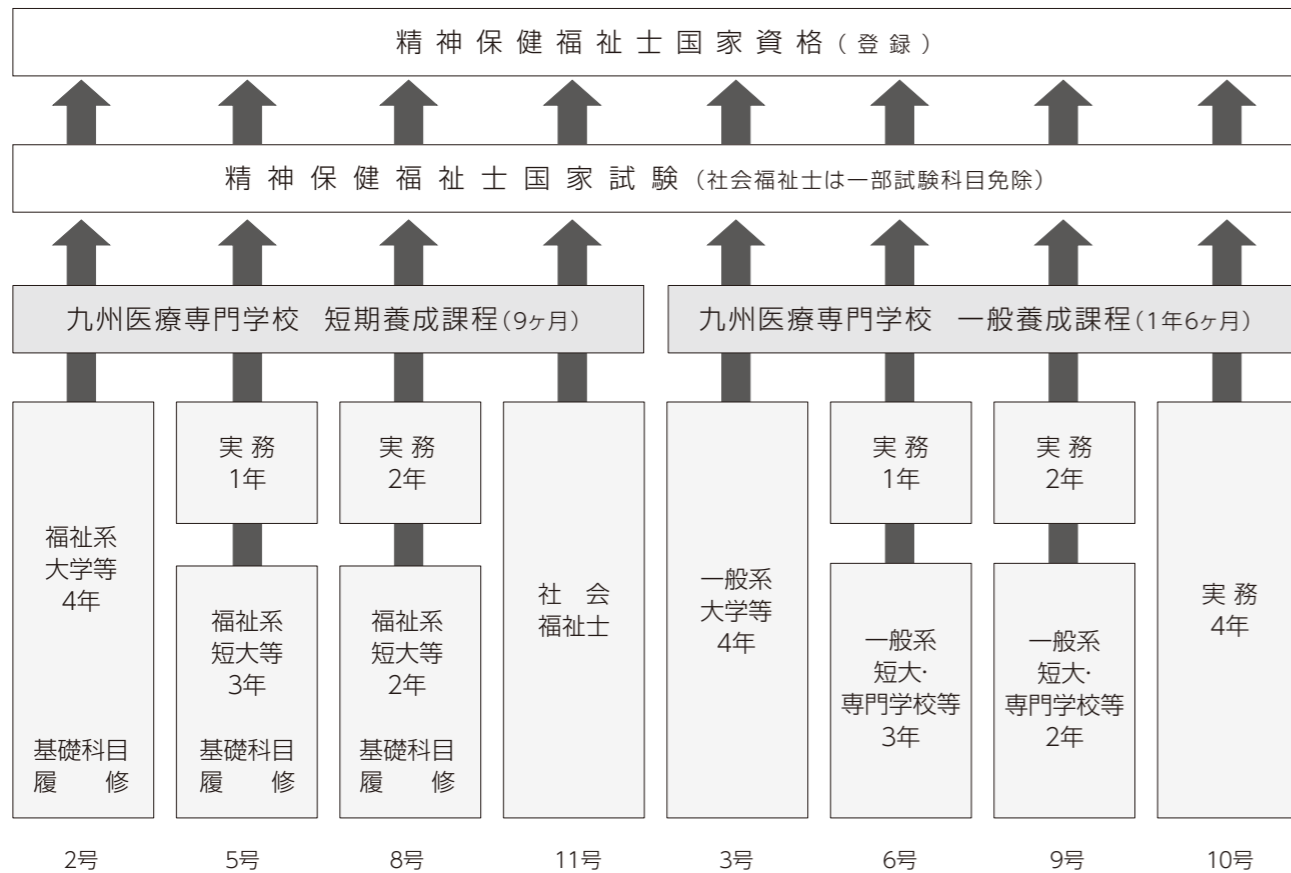 精神保健福祉士国家資格(登録)
精神保健福祉士国家試験(社会福祉士は一部試験科目免除)
九州医療専門学校 短期養成課程(9ヶ月)
九州医療専門学校 一般養成課程(1年6ヶ月)
福祉系
大学等
4年
基礎科目
履 修
実務
1年
福祉系
短大等
3年
基礎科目
履 修
実務
2年
福祉系
短大等
2年
基礎科目
履 修
社 会
福祉士
一般系
大学等
4年
実務
1年
一般系
短大・
専門学校等
3年
実務
2年
一般系
短大・
専門学校等
2年
実務
4年
2号
5号
8号
11号
3号
6号
9号
10号